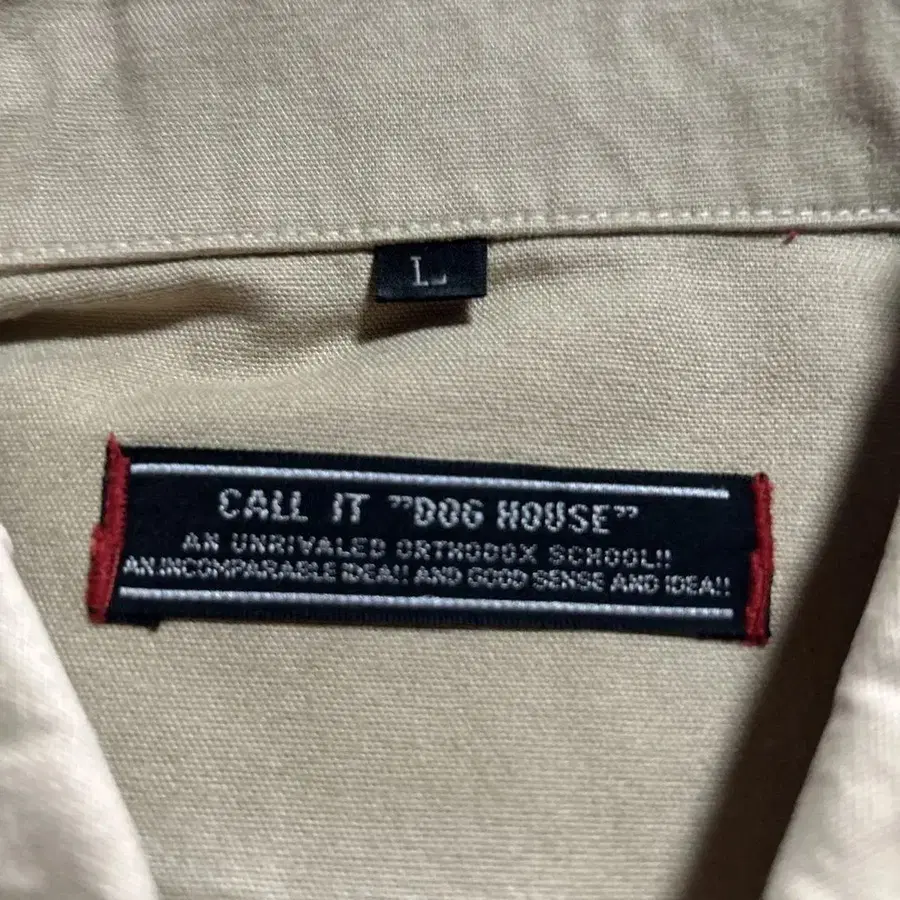 L
CALL IT "DOG HOUSE"
AN UNRIVALED ORTHODOX SCHOOL!!
AN.INCOMPARABLE IDEA!! AND GOOD SENSE AND IDEA!!